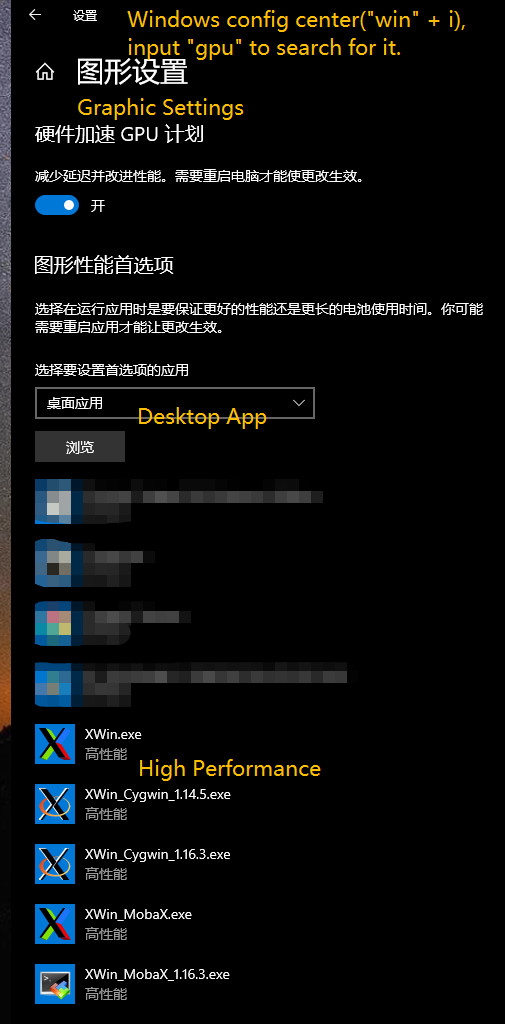 设置
Windows config center("win" + i),
input "gpu" to search for it.
图形设置
Graphic Settings
硬件加速 GPU 计划
减少延迟并改进性能。需要重启电脑才能使更改生效。
开
图形性能首选项
选择在运行应用时是要保证更好的性能还是更长的电池使用时间。你可能
需要重启应用才能让更改生效。
选择要设置首选项的应用
桌面应用
Desktop App
浏览
XWin.exe
高性能
High Performance
XWin_Cygwin_1.14.5.exe
高性能
XWin_Cygwin_1.16.3.exe
高性能
XWin_MobaX.exe
高性能
XWin_MobaX_1.16.3.exe
高性能